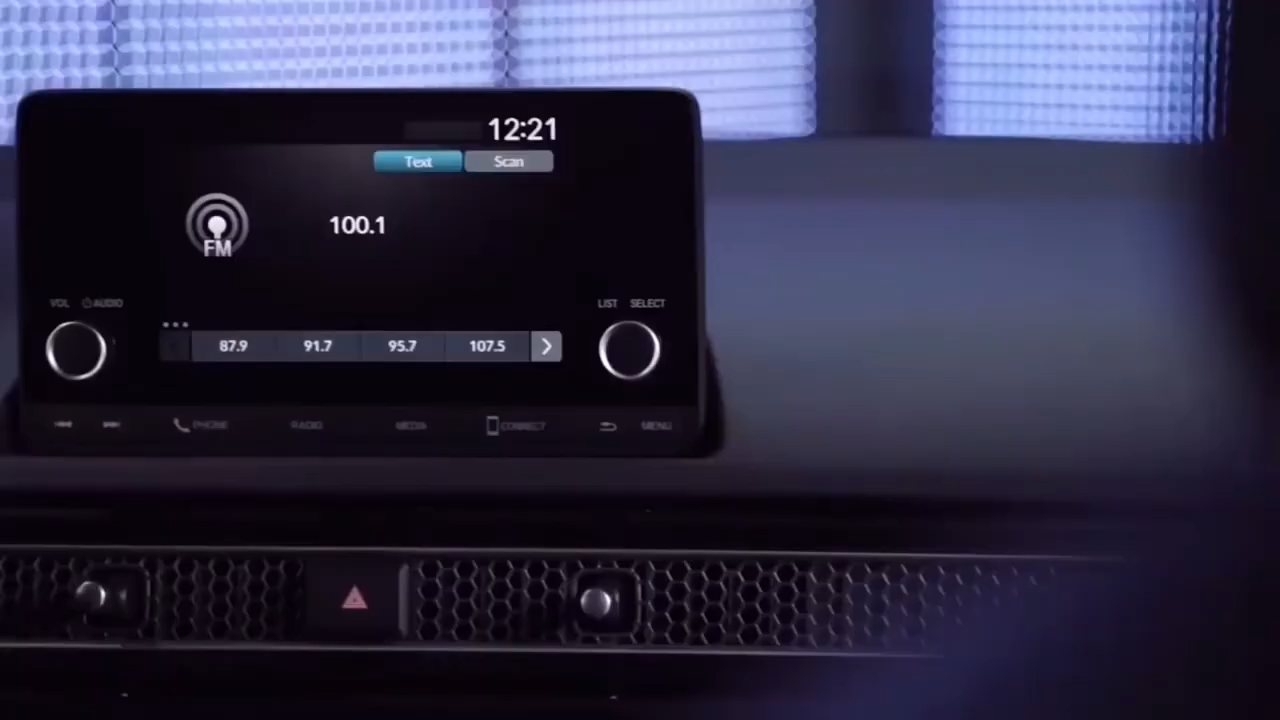 12:21
Text Scan
100.1
FM
VOL AUDIO
LIST SELECT
87.9 91.7 95.7 107.5
PHONE RADIO MEDIA CONNECT MENU